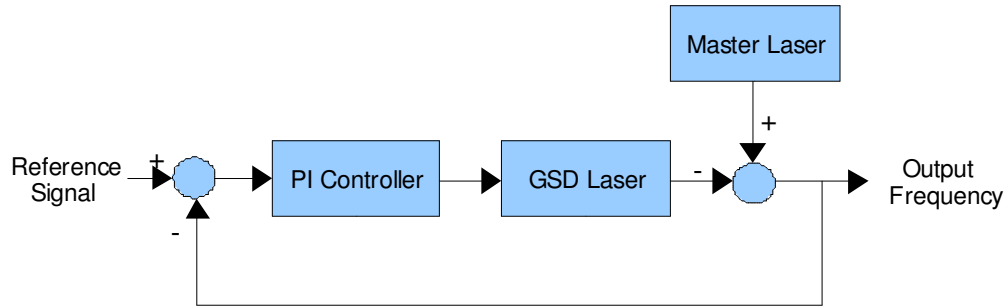 Master Laser
+
Reference
Signal
+
PI Controller
GSD Laser
-
Output
Frequency
-